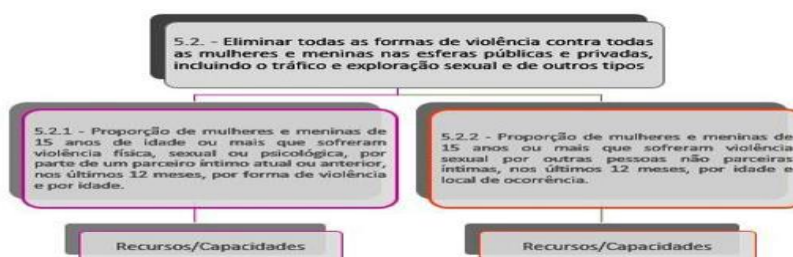 5.2. - Eliminar todas as formas de violência contra todas
as mulheres e meninas nas esferas públicas e privadas,
incluindo o tráfico e exploração sexual e de outros tipos
5.2.1 - Proporção de mulheres e meninas de
15 anos de idade ou mais que sofreram
violência física, sexual ou psicológica, por
parte de um parceiro íntimo atual ou anterior,
nos últimos 12 meses, por forma de violência
e por idade.
5.2.2 - Proporção de mulheres e meninas de
15 anos ou mais que sofreram violência
sexual por outras pessoas não parceiras
íntimas, nos últimos 12 meses, por idade e
local de ocorrência.
Recursos/Capacidades
Recursos/Capacidades